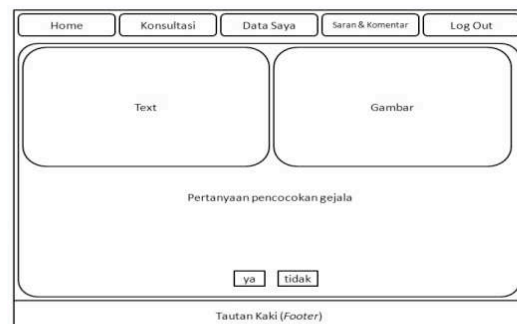 Home Konsultasi Data Saya Saran & Komentar Log Out
Text Gambar
Pertanyaan pencocokan gejala
ya tidak
Tautan Kaki (Footer)